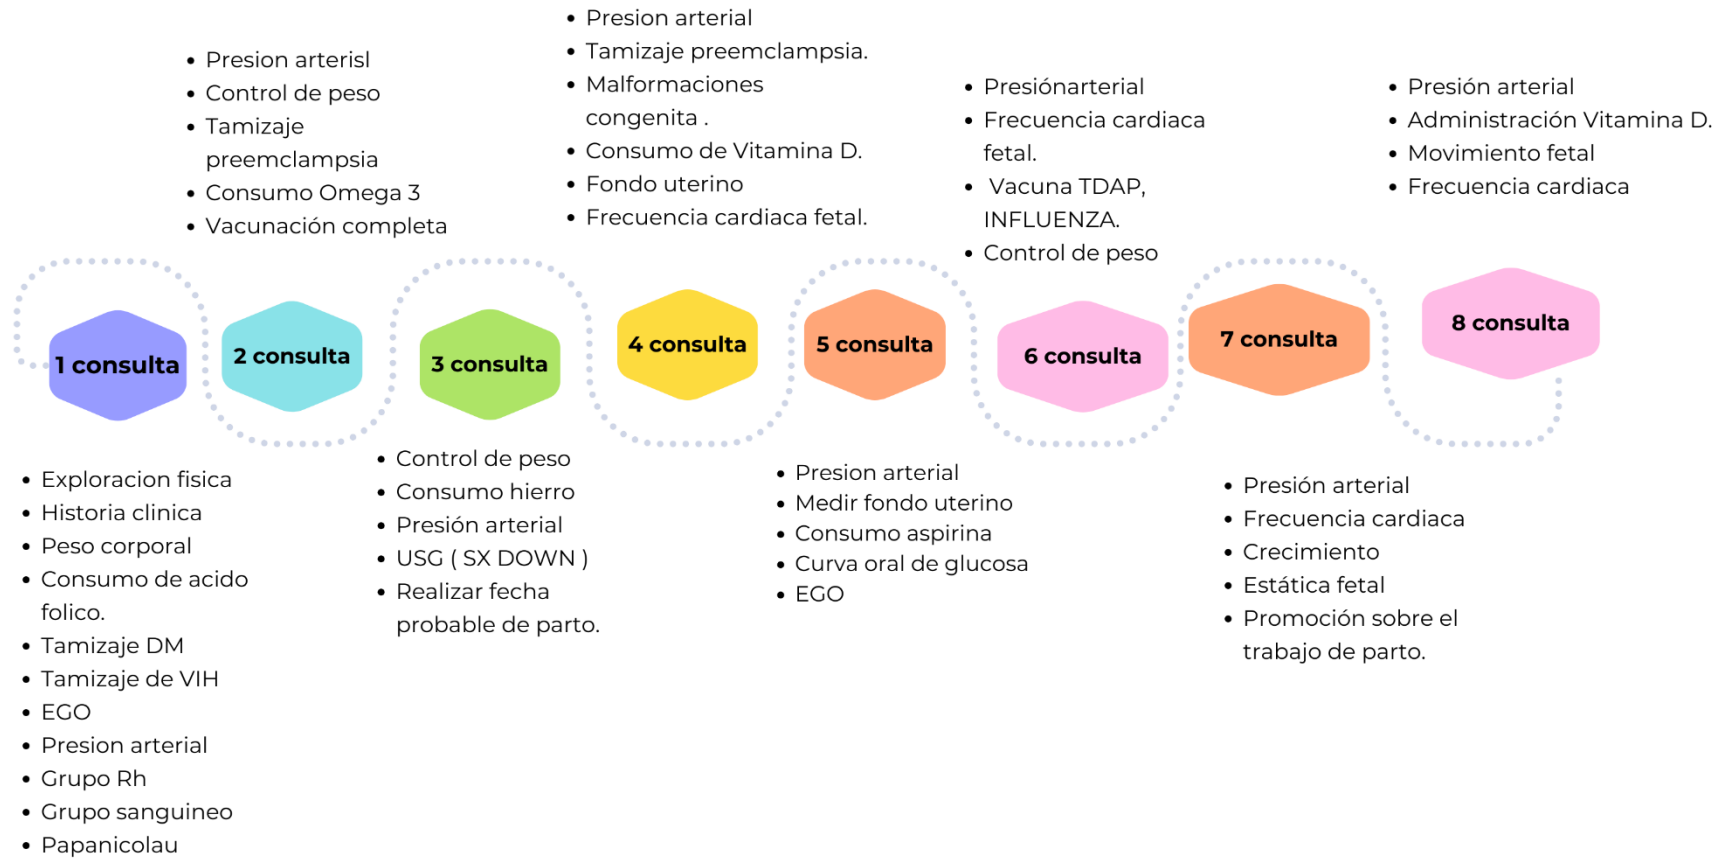 1 consulta
Exploracion fisica
Historia clinica
Peso corporal
Consumo de acido
folico.
Tamizaje DM
Tamizaje de VIH
EGO
Presion arterial
Grupo Rh
Grupo sanguineo
Papanicolau
2 consulta
Presion arterisl
Control de peso
Tamizaje
preemclampsia
Consumo Omega 3
Vacunación completa
3 consulta
Control de peso
Consumo hierro
Presión arterial
USG ( SX DOWN )
Realizar fecha
probable de parto.
4 consulta
Presion arterial
Tamizaje preemclampsia.
Malformaciones
congenita .
Consumo de Vitamina D.
Fondo uterino
Frecuencia cardiaca fetal.
5 consulta
Presion arterial
Medir fondo uterino
Consumo aspirina
Curva oral de glucosa
EGO
6 consulta
Presiónarterial
Frecuencia cardiaca
fetal.
Vacuna TDAP,
INFLUENZA.
Control de peso
7 consulta
Presión arterial
Frecuencia cardiaca
Crecimiento
Estática fetal
Promoción sobre el
trabajo de parto.
8 consulta
Presión arterial
Administración Vitamina D.
Movimiento fetal
Frecuencia cardiaca